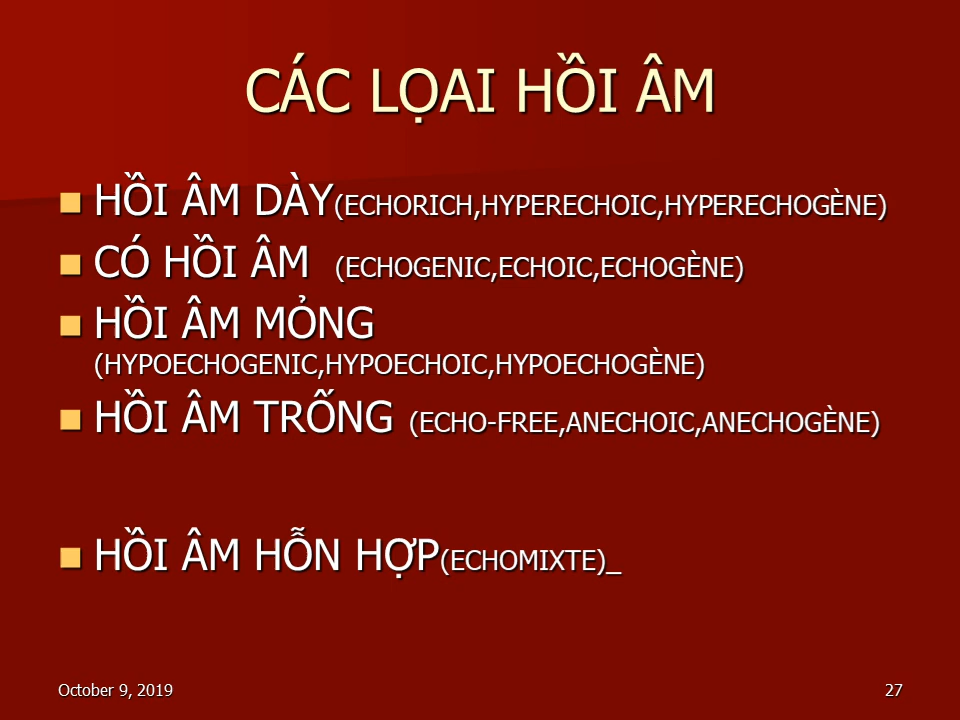 CÁC LỌAI HỒI ÂM
HỒI ÂM DÀY(ECHORICH,HYPERECHOIC,HYPERECHOGÈNE)
CÓ HỒI ÂM (ECHOGENIC,ECHOIC,ECHOGÈNE)
HỒI ÂM MỎNG
(HYPOECHOGENIC,HYPOECHOIC,HYPOECHOGÈNE)
HỒI ÂM TRỐNG (ECHO-FREE,ANECHOIC,ANECHOGÈNE)
HỒI ÂM HỖN HỢP(ECHOMIXTE)_
October 9, 2019 27